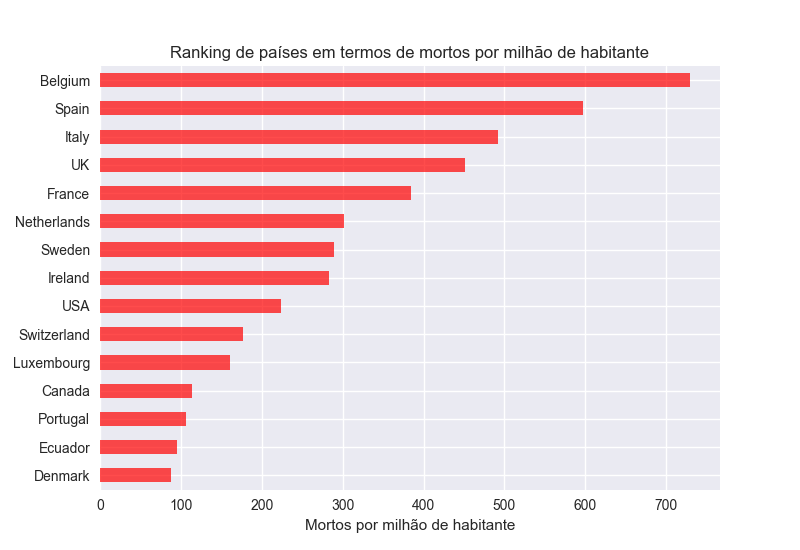 Ranking de países em termos de mortos por milhão de habitante
Belgium
Spain
Italy
UK
France
Netherlands
Sweden
Ireland
USA
Switzerland
Luxembourg
Canada
Portugal
Ecuador
Denmark
0 100 200 300 400 500 600 700
Mortos por milhão de habitante